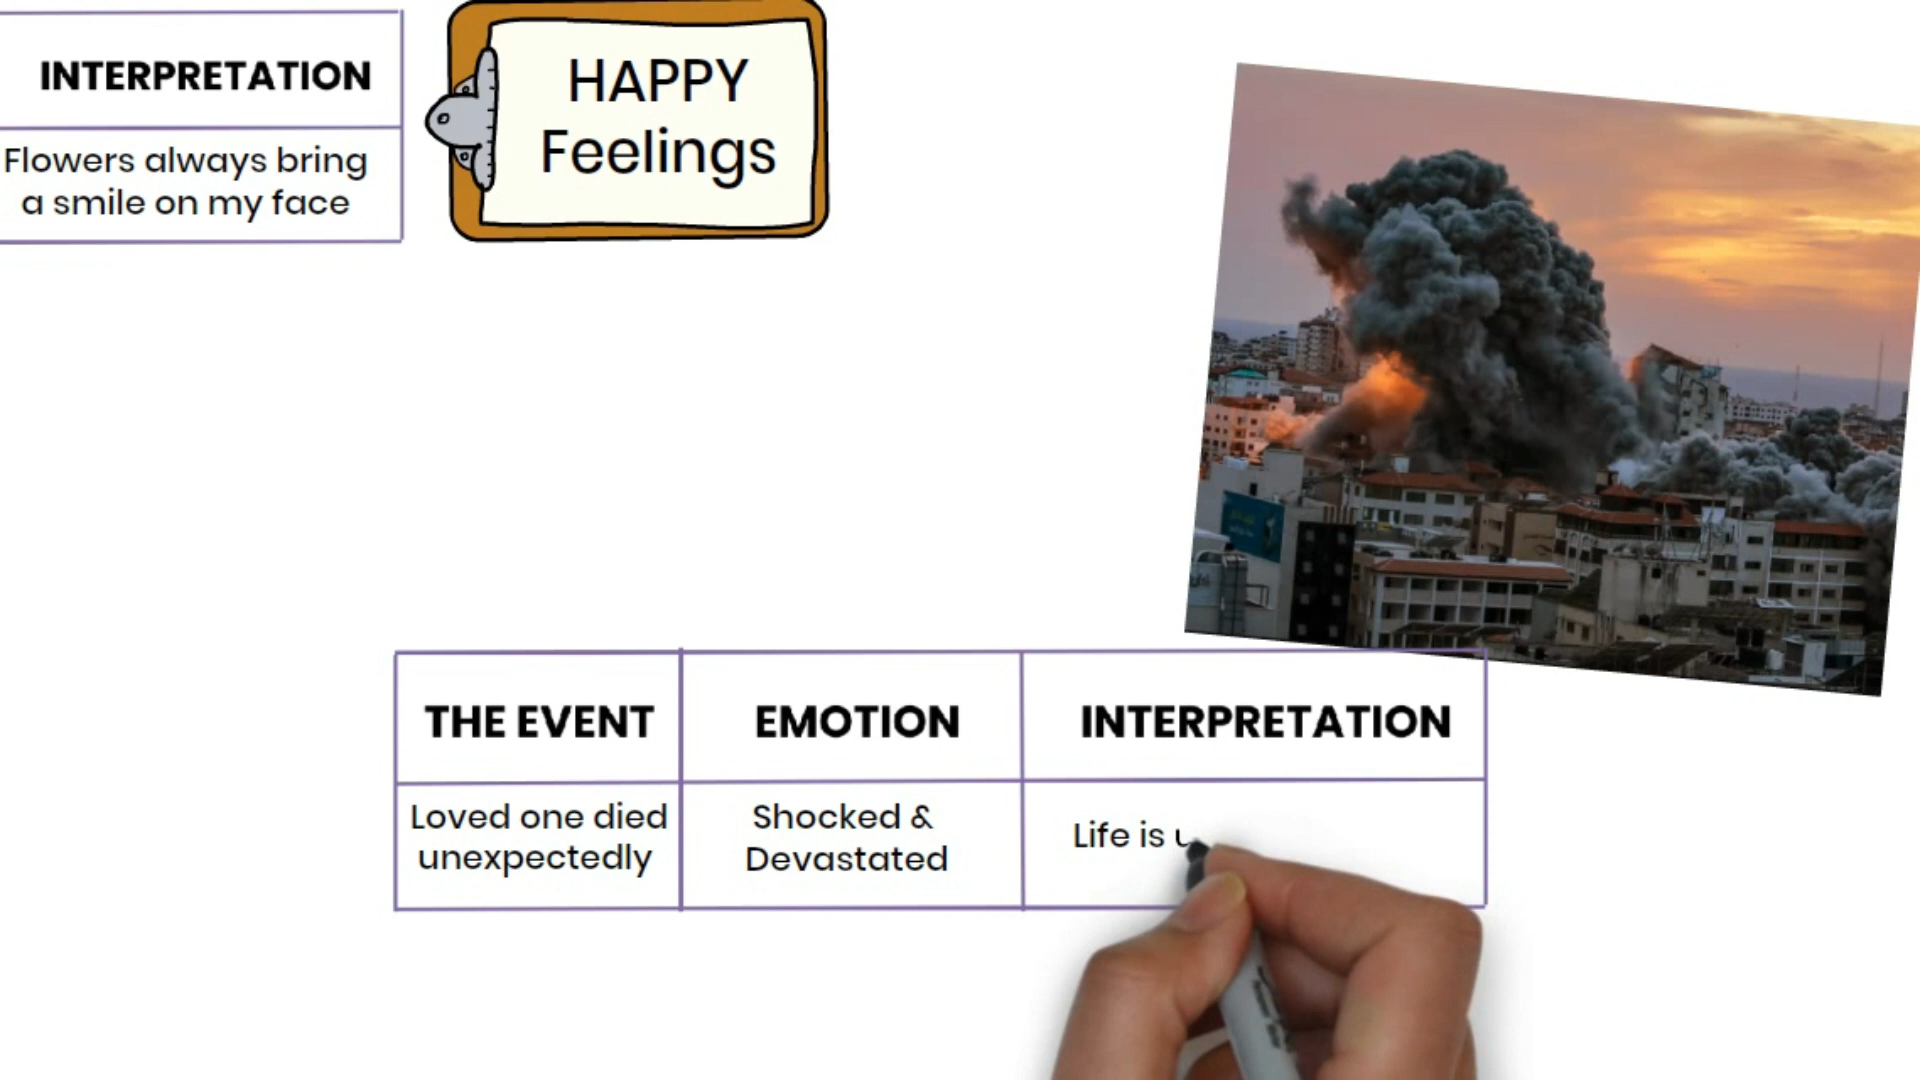 INTERPRETATION
Flowers always bring
a smile on my face
HAPPY
Feelings
THE EVENT
EMOTION
INTERPRETATION
Loved one died
unexpectedly
Shocked &
Devastated
Life is